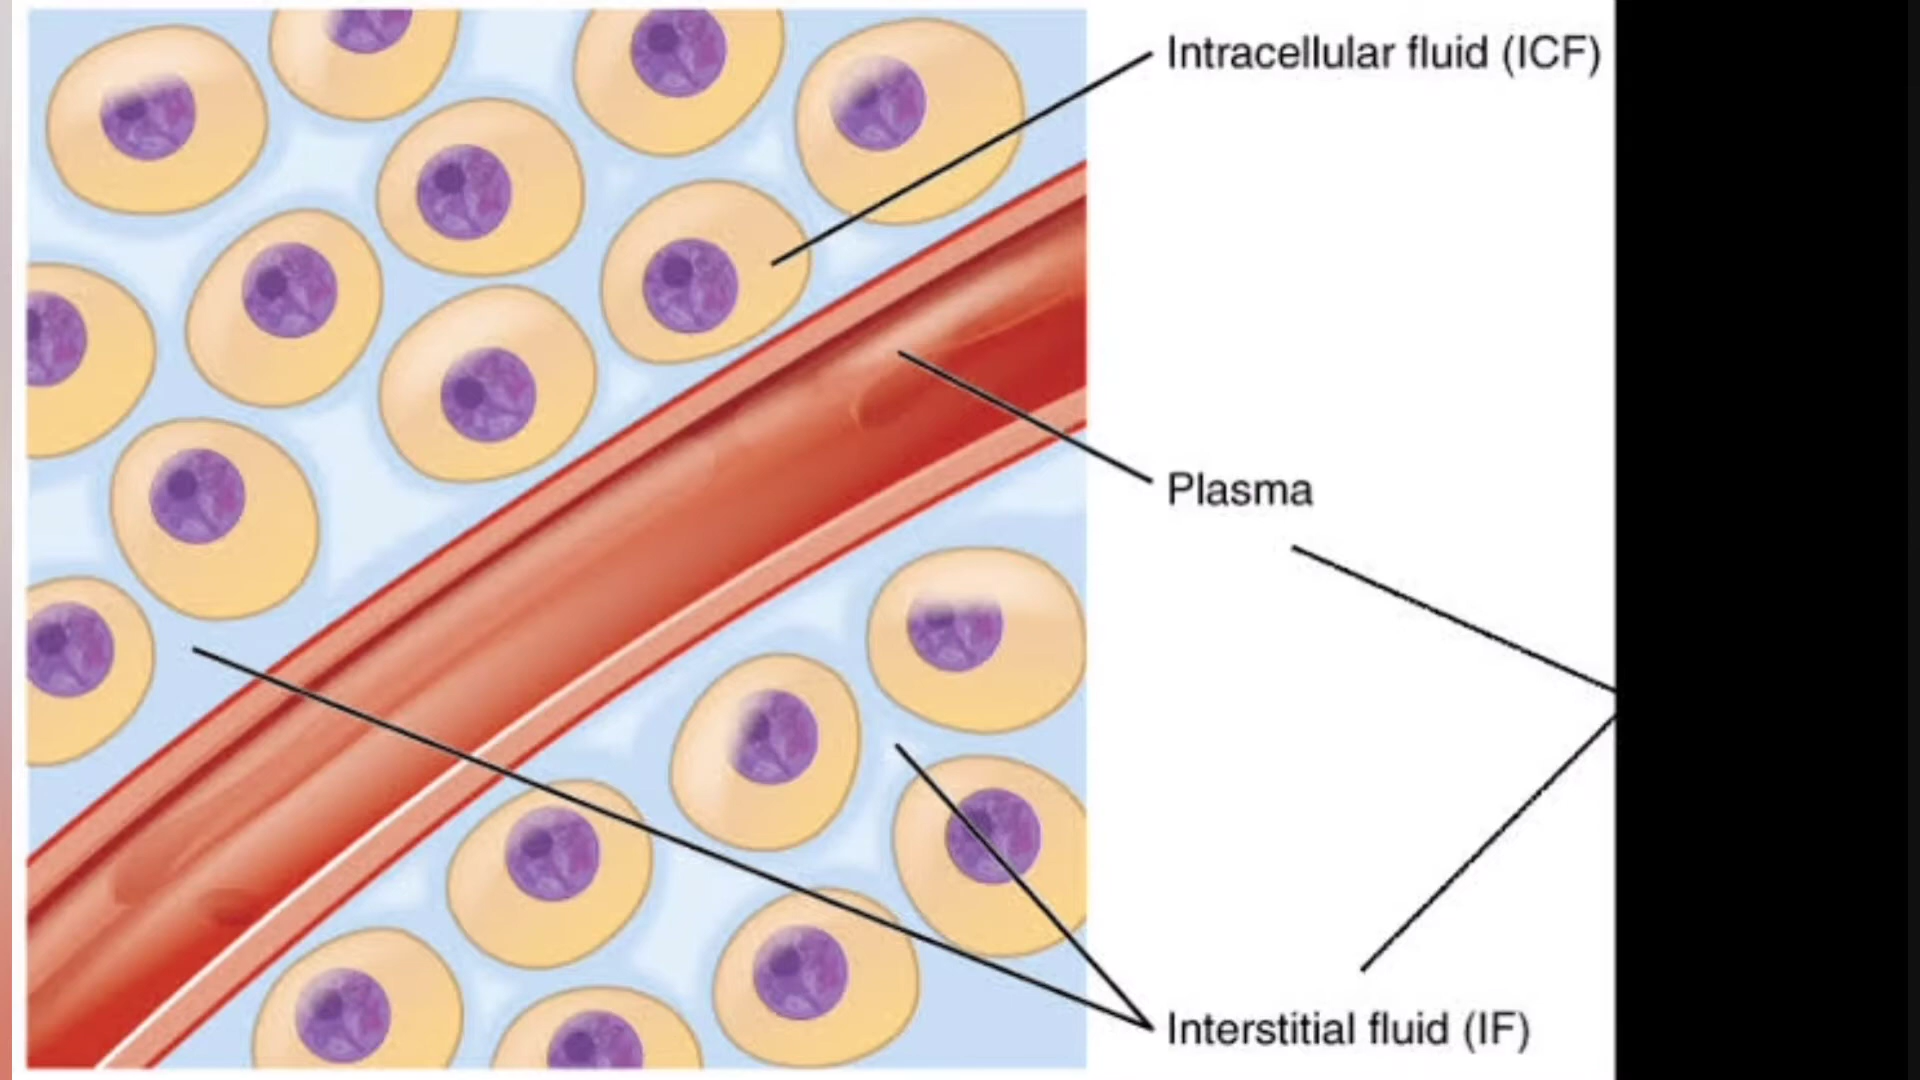 Intracellular fluid (ICF)
Plasma
Interstitial fluid (IF)